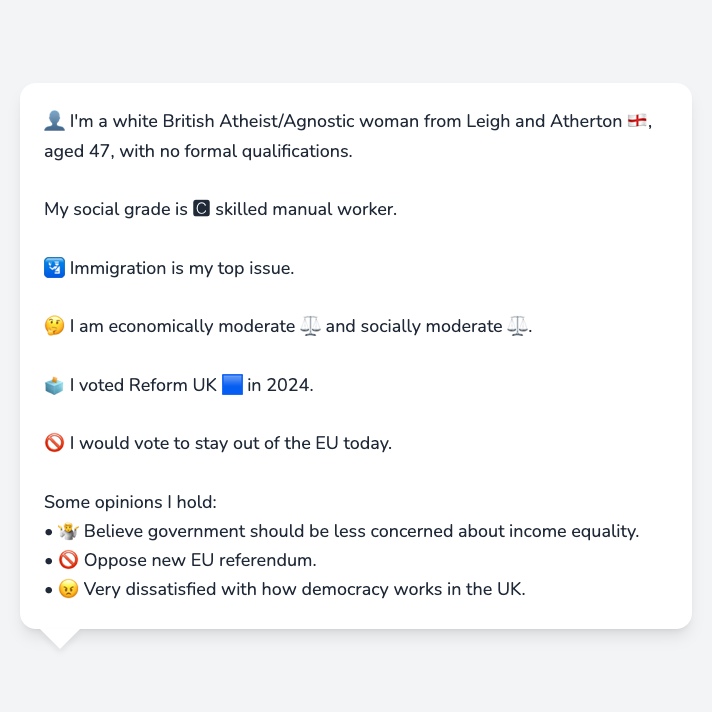 👤 I'm a white British Atheist/Agnostic woman from Leigh and Atherton 🏴󠁧󠁢󠁥󠁮󠁧󠁿,
aged 47, with no formal qualifications.
My social grade is 🅲 skilled manual worker.
🛂 Immigration is my top issue.
🤔 I am economically moderate ⚖️ and socially moderate ⚖️.
🗳️ I voted Reform UK 🟦 in 2024.
🚫 I would vote to stay out of the EU today.
Some opinions I hold:
• 🤷 Believe government should be less concerned about income equality.
• 🚫 Oppose new EU referendum.
• 😠 Very dissatisfied with how democracy works in the UK.